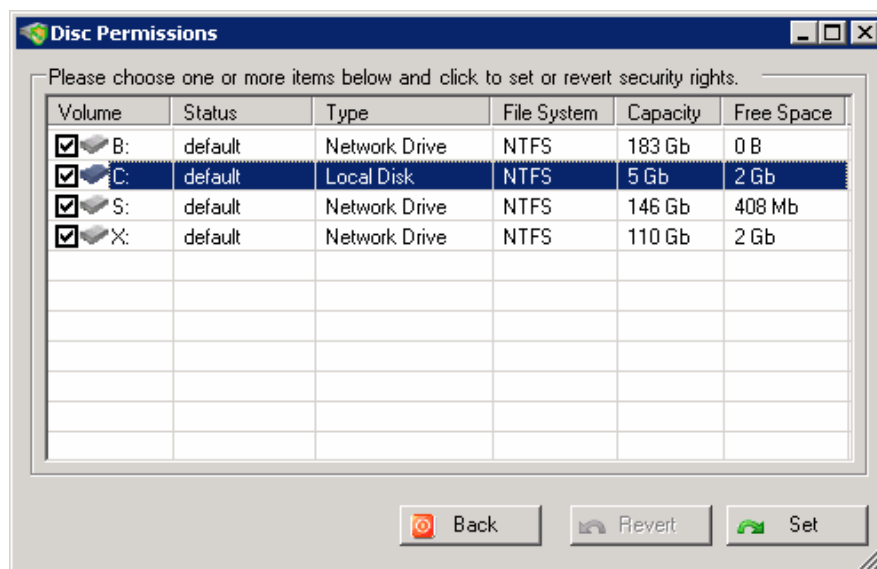 Disc Permissions
Please choose one or more items below and click to set or revert security rights.
Volume Status Type File System Capacity Free Space
B: default Network Drive NTFS 183 Gb 0 B
C: default Local Disk NTFS 5 Gb 2 Gb
S: default Network Drive NTFS 146 Gb 408 Mb
X: default Network Drive NTFS 110 Gb 2 Gb
Back Revert Set